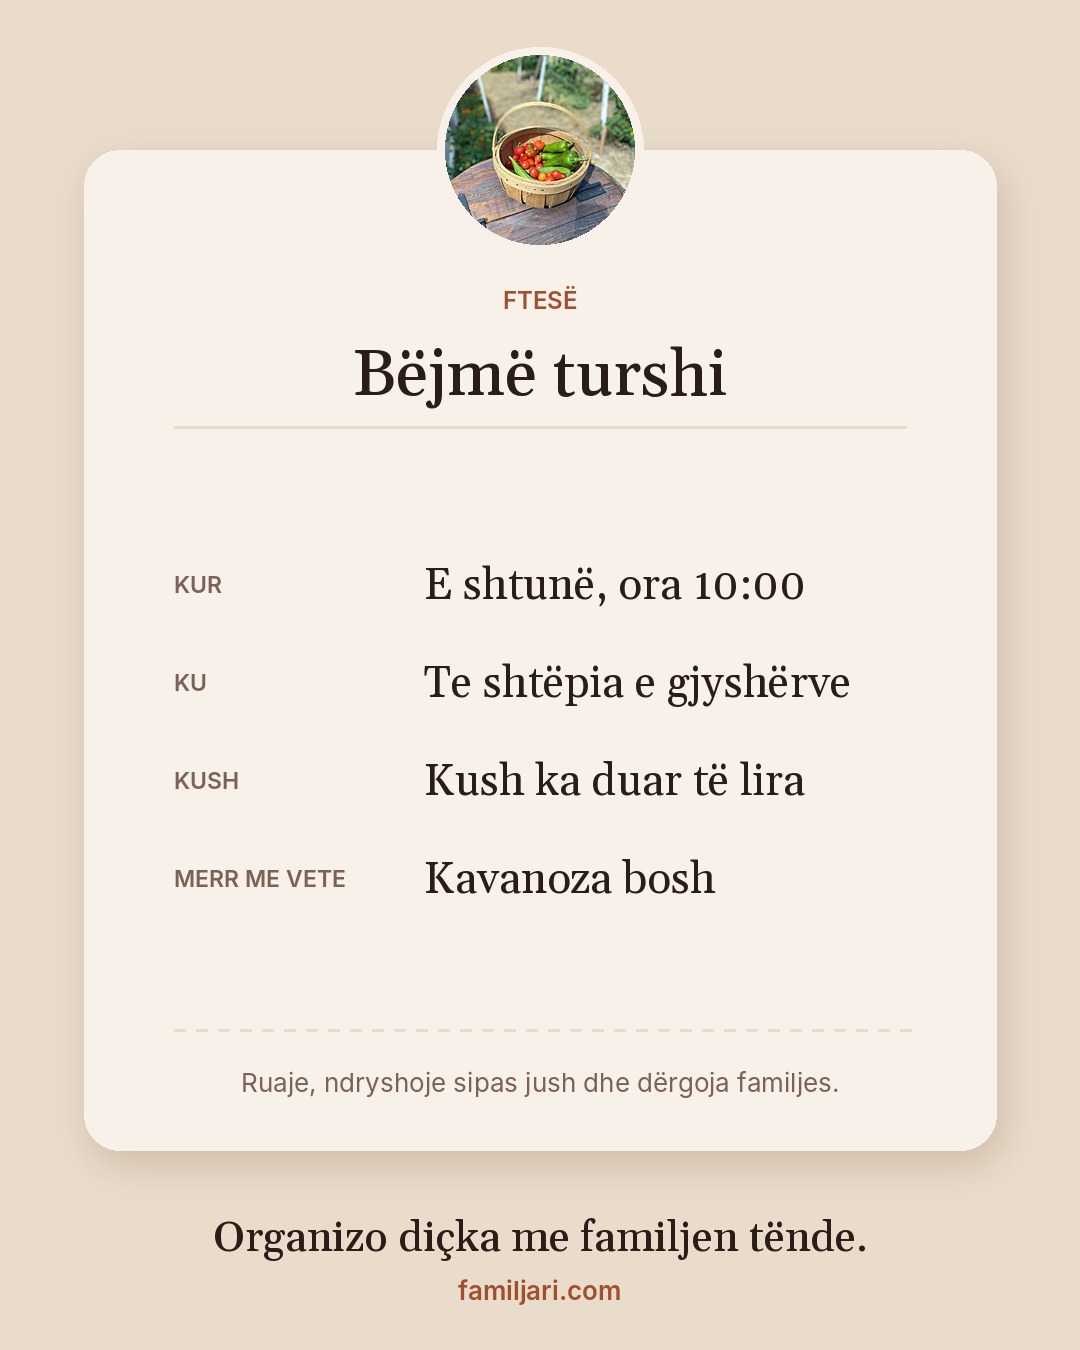 FTESË
Bëjmë turshi
KUR E shtunë, ora 10:00
KU Te shtëpia e gjyshërve
KUSH Kush ka duar të lira
MERR ME VETE Kavanoza bosh
Ruaje, ndryshoje sipas jush dhe dërgoja familjes.
Organizo diçka me familjen tënde.
familjari.com